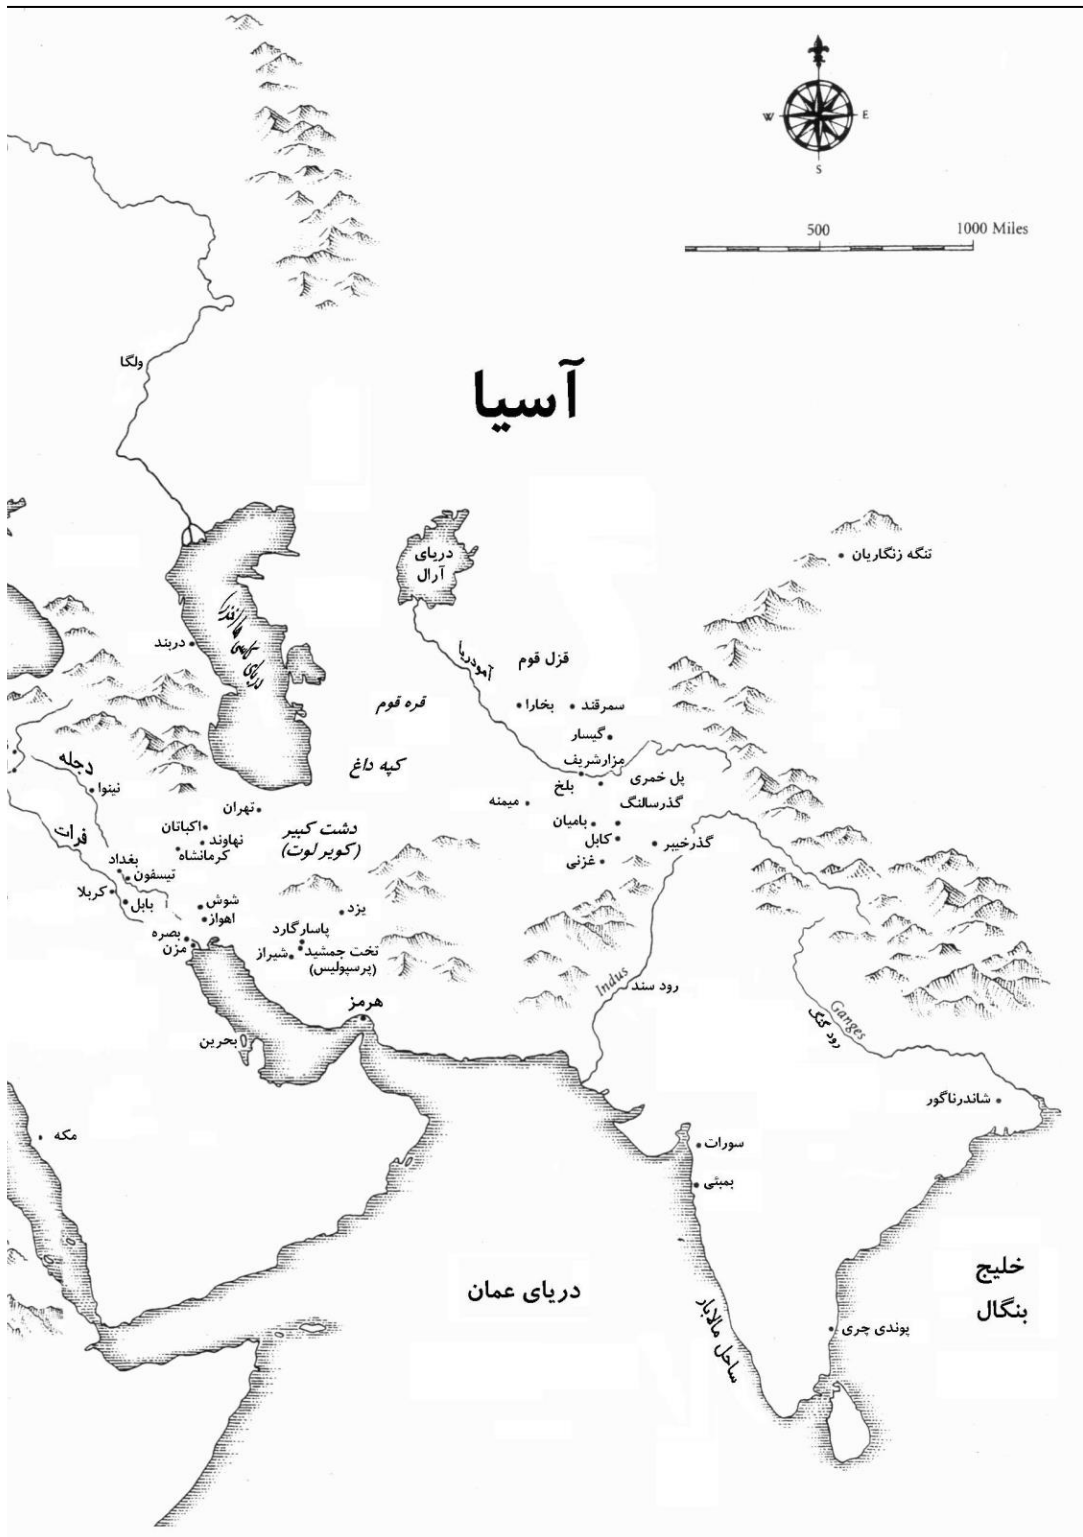 W
E
S
500
1000 Miles
ولگا
آسیا
دریای
آرال
تنگه زنگاریان
دربند
آمودریا
قزل قوم
قره قوم
بخارا
سمرقند
گیسار
کپه داغ
مزارشریف
پل خمری
بلخ
میمنه
گذرسالنگ
بامیان
کابل
گذرخیبر
غزنی
دجله
نینوا
فرات
تهران
اکباتان
نهاوند
کرمانشاه
دشت کبیر
(کویر لوت)
بغداد
تیسفون
کربلا
بابل
شوش
اهواز
یزد
بصره
مزن
پاسارگارد
تخت جمشید
(پرسپولیس)
شیراز
هرمز
بحرین
Indus
رود سند
Ganges
رود گنگ
شاندرناگور
مکه
سورات
بمبئی
دریای عمان
ساحل مالابار
خلیج
بنگال
پوندی چری